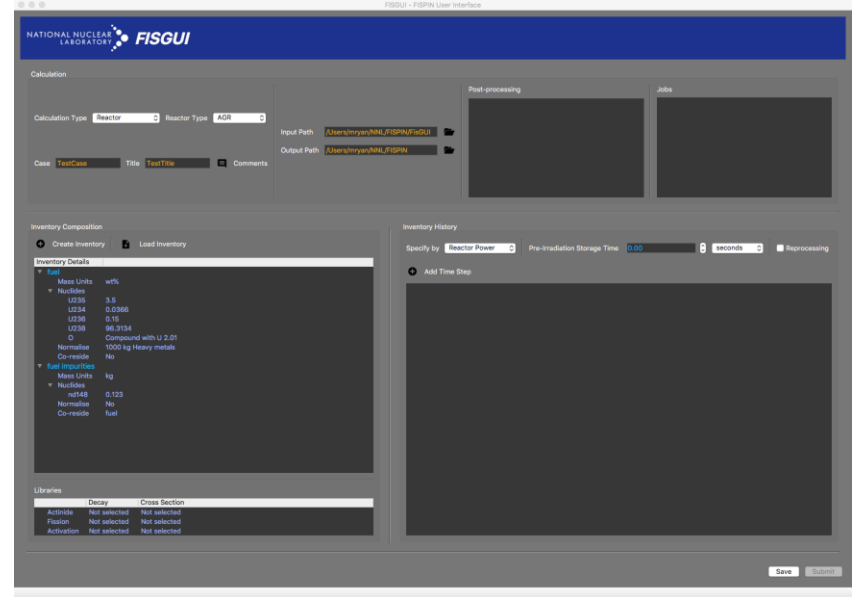 FISGUI - FISPIN User Interface
NATIONAL NUCLEAR
LABORATORY
FISGUI
Calculation
Calculation Type Reactor Reactor Type AGR
Case TestCase Title TestTitle Comments
Input Path /Users/mryan/NNL/FISPIN/FisGUI
Output Path /Users/mryan/NNL/FISPIN
Post-processing
Jobs
Inventory Composition
Create Inventory Load Inventory
Inventory Details
fuel
Mass Units wt%
Nuclides
U235 3.5
U234 0.0366
U236 0.15
U238 96.3134
O Compound with U 2.01
Normalise 1000 kg Heavy metals
Co-reside No
fuel impurities
Mass Units kg
Nuclides
nd148 0.123
Normalise No
Co-reside fuel
Libraries
Decay Cross Section
Actinide Not selected Not selected
Fission Not selected Not selected
Activation Not selected Not selected
Inventory History
Specify by Reactor Power Pre-Irradiation Storage Time 0.00 seconds Reprocessing
Add Time Step
Save Submit